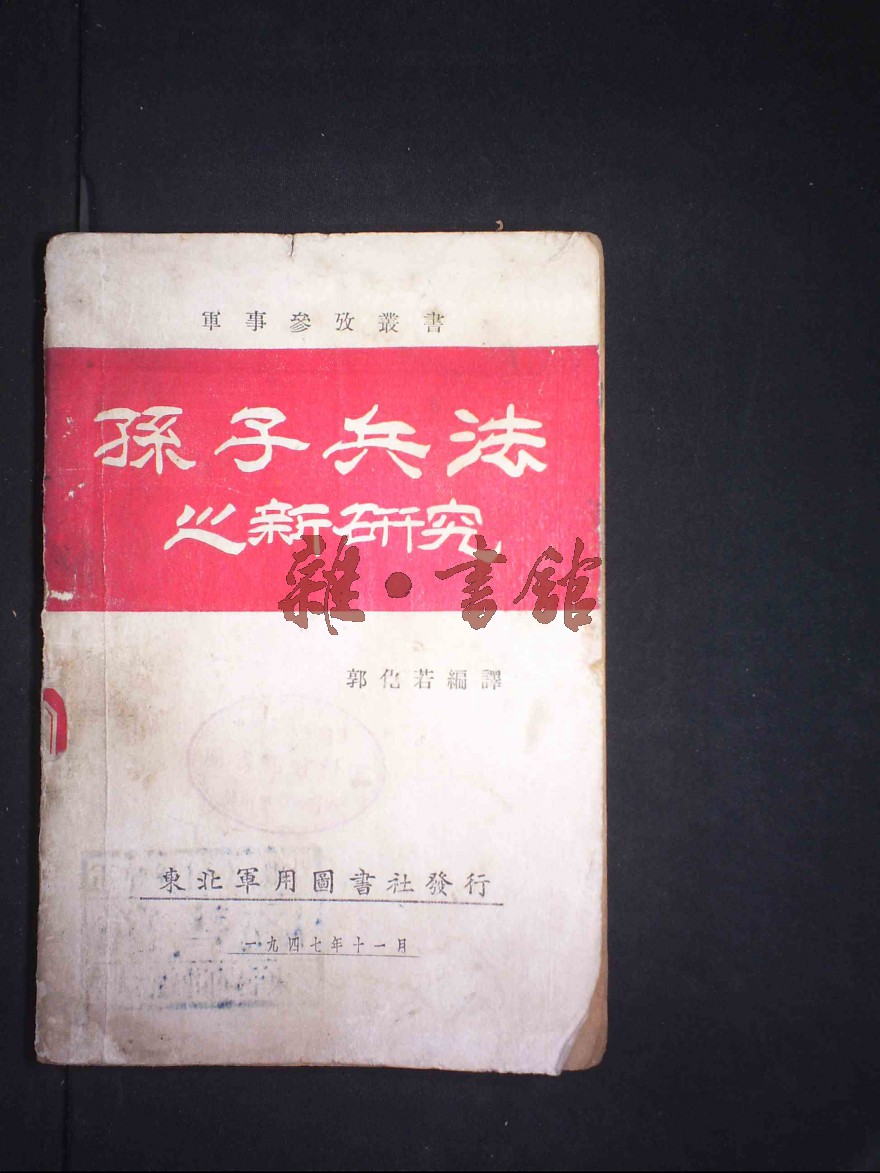 軍事參攷叢書
孫子兵法
之新研究
雜·書館
郭化若編譯
東北軍用圖書社發行
一九四七年十一月